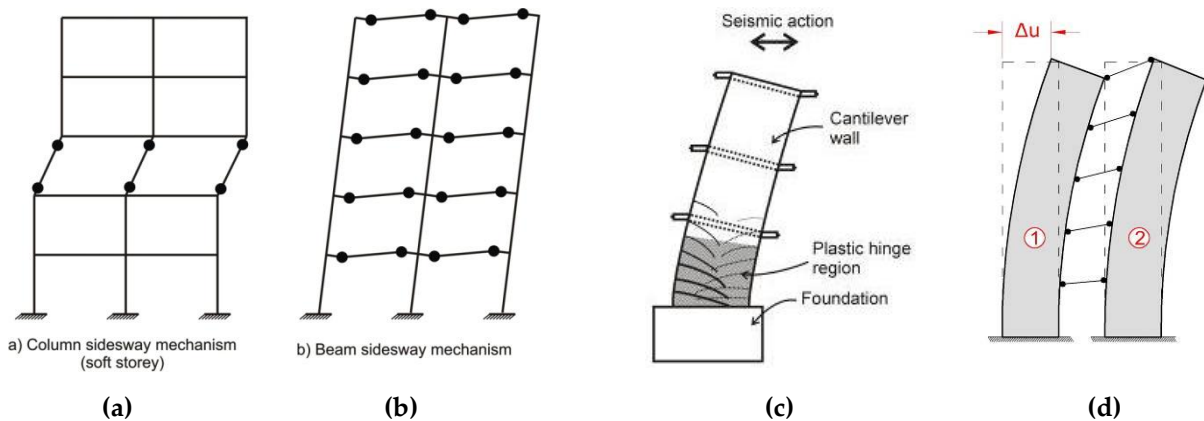 a) Column sidesway mechanism
(soft storey)
(a)
b) Beam sidesway mechanism
(b)
Seismic action
Cantilever
wall
Plastic hinge
region
Foundation
(c)
Δu
1
2
(d)